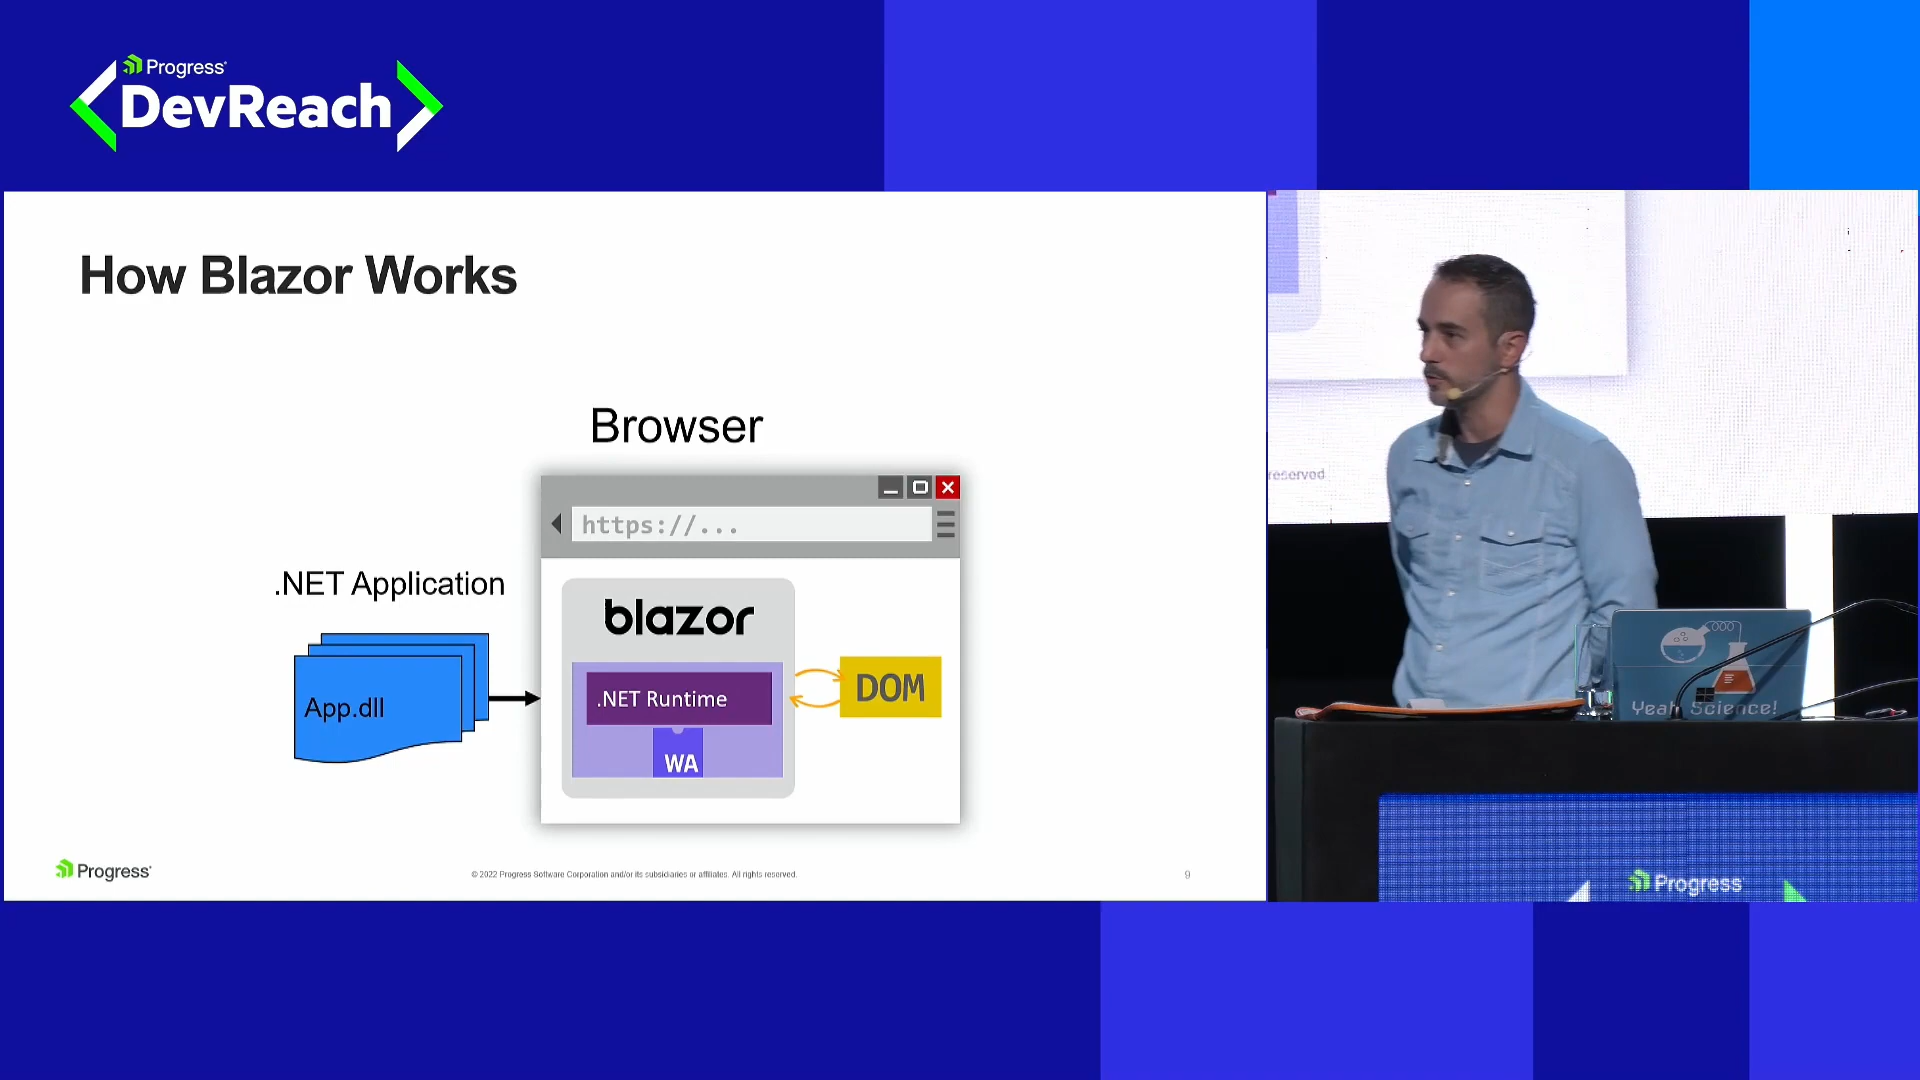 Progress
DevReach
How Blazor Works
Browser
https://...
.NET Application
blazor
.NET Runtime
DOM
App.dll
WA
Progress
© 2022 Progress Software Corporation and/or its subsidiaries or affiliates. All rights reserved.
9
reserved
Yeah Science!
Progress